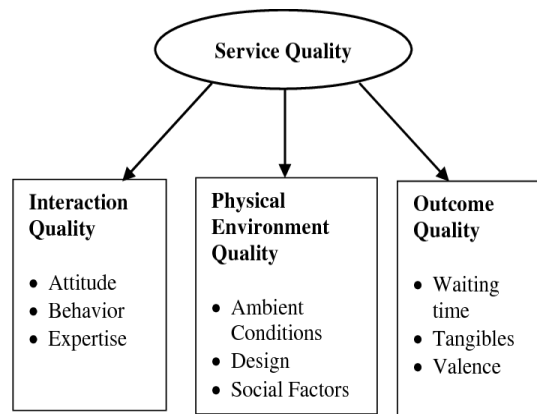 Service Quality
Interaction
Quality
• Attitude
• Behavior
• Expertise
Physical
Environment
Quality
• Ambient
Conditions
• Design
• Social Factors
Outcome
Quality
• Waiting
time
• Tangibles
• Valence